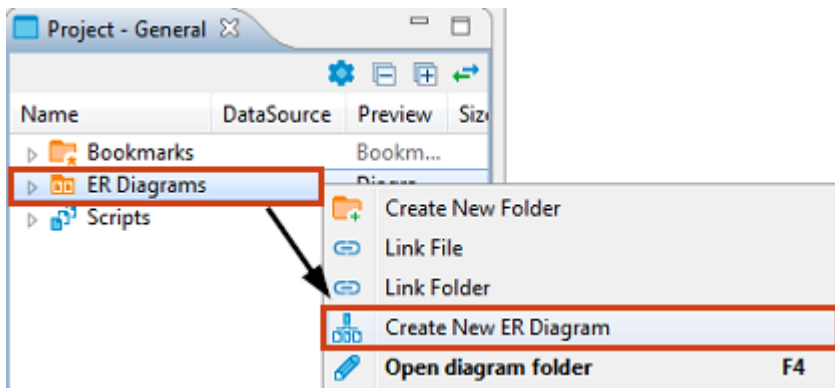 Project - General
Name DataSource Preview Size
Bookmarks Bookm...
ER Diagrams
Scripts
Create New Folder
Link File
Link Folder
Create New ER Diagram
Open diagram folder F4